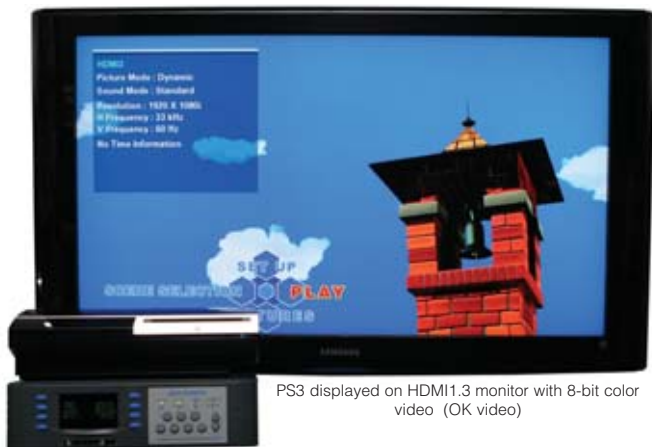 HDMI2
Picture Mode : Dynamic
Sound Mode : Standard
Resolution : 1920 X 1080i
H Frequency : 33 kHz
V Frequency : 60 Hz
No Time Information
SET UP
SCENE SELECTION
PLAY
FEATURES
SAMSUNG
PS3 displayed on HDMI1.3 monitor with 8-bit color
video (OK video)